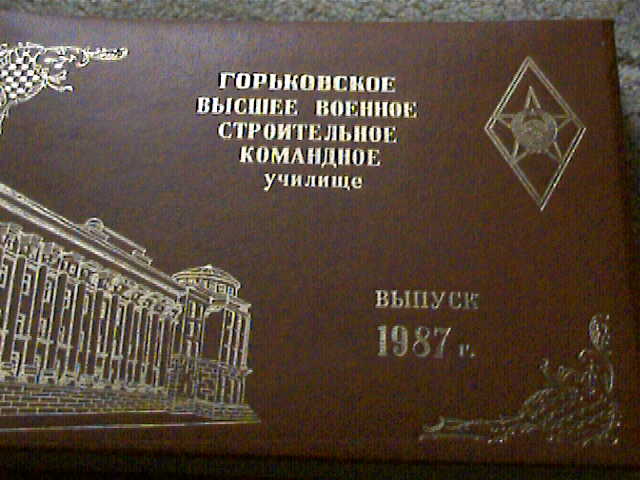 ГОРЬКОВСКОЕ
ВЫСШЕЕ ВОЕННОЕ
СТРОИТЕЛЬНОЕ
КОМАНДНОЕ
училище
ВЫПУСК
1987 г.